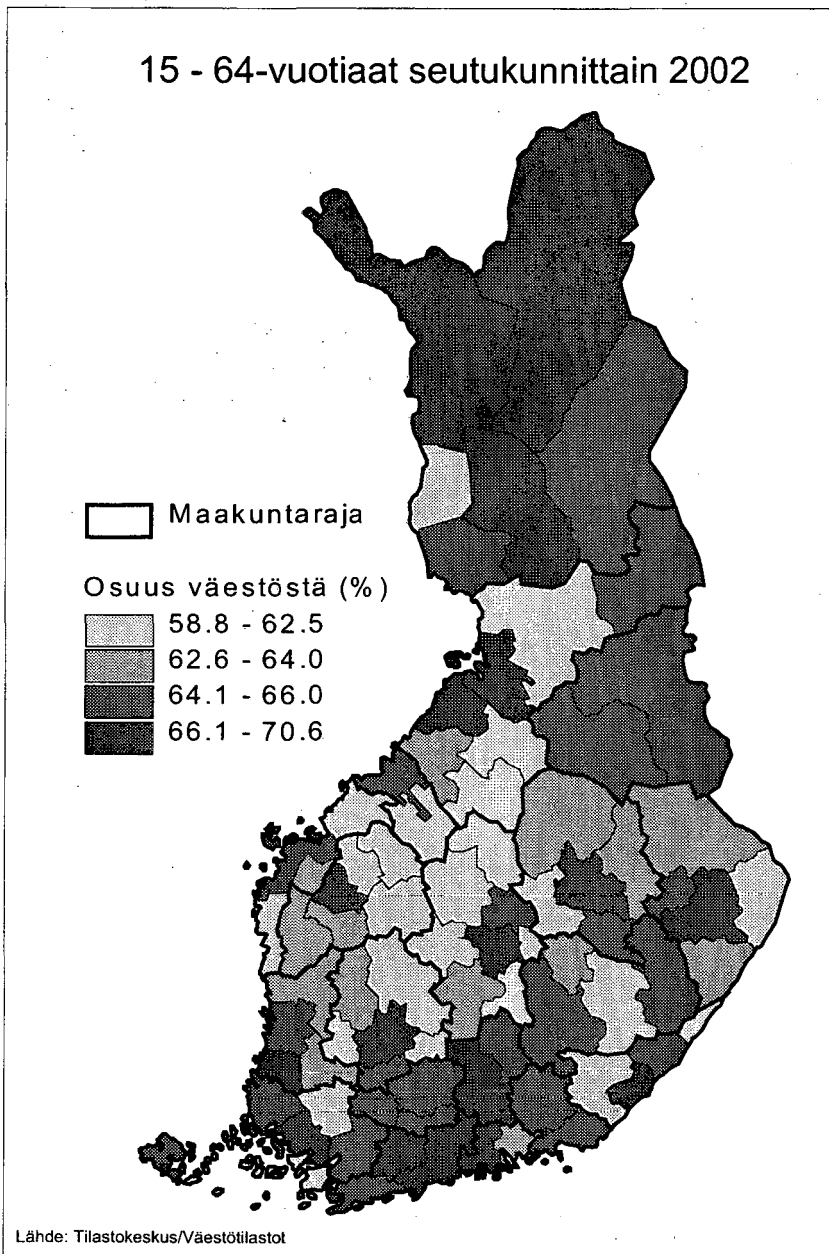 15 - 64-vuotiaat seutukunnittain 2002
Maakuntaraja
Osuus väestöstä (%)
58.8 - 62.5
62.6 - 64.0
64.1 - 66.0
66.1 - 70.6
Lähde: Tilastokeskus/Väestötilastot